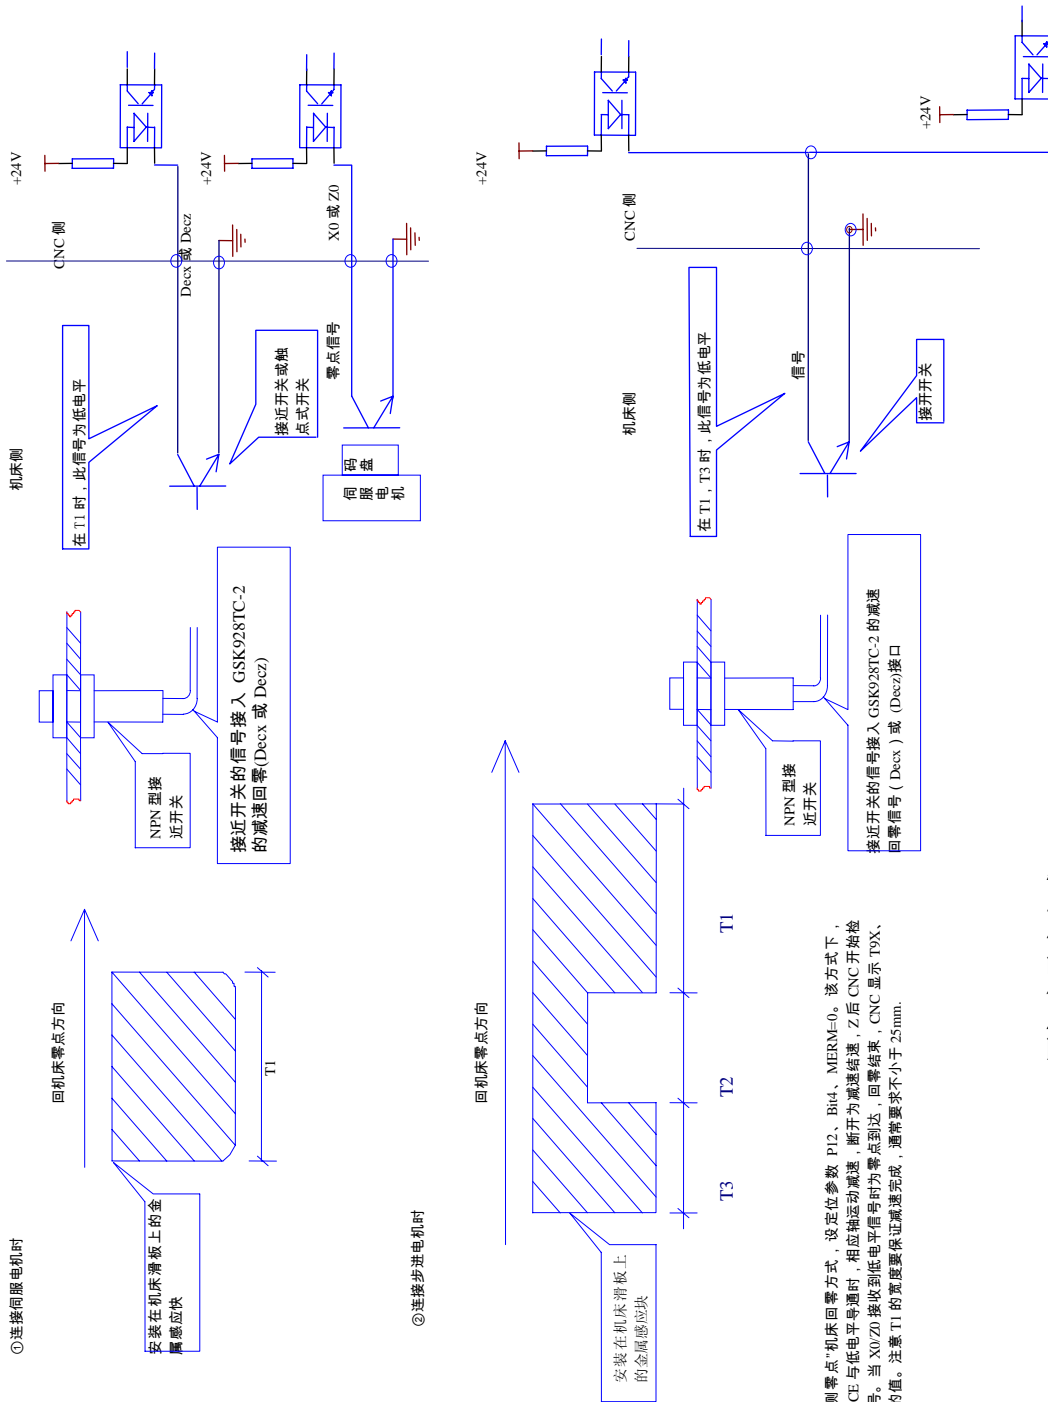 ①连接伺服电机时
回机床零点方向
T1
安装在机床滑板上的金
属感应快
NPN 型接
近开关
接近开关的信号接入 GSK928TC-2
的减速回零(Decx 或 Decz)
机床侧
CNC 侧
在 T1 时，此信号为低电平
+24V
Decx 或 Decz
接近开关或触
点式开关
+24V
X0 或 Z0
零点信号
码盘
伺服电机
②连接步进电机时
回机床零点方向
T3
T2
T1
安装在机床滑板上
的金属感应块
NPN 型接
近开关
接近开关的信号接入 GSK928TC-2 的减速
回零信号（Decx ）或 (Decz)接口
机床侧
CNC 侧
在 T1，T3 时，此信号为低电平
信号
接开开关
+24V
+24V
测零点"机床回零方式，设定位参数 P12、Bit4、MERM=0。该方式下，
CE 与低电平导通时，相应轴运动减速，断开为减速结速，Z 后 CNC 开始检
号。当 X0/Z0 接收到低电平信号时为零点到达，回零结束，CNC 显示 T9X、
的值。注意 T1 的宽度要保证减速完成，通常要求不小于 25mm.